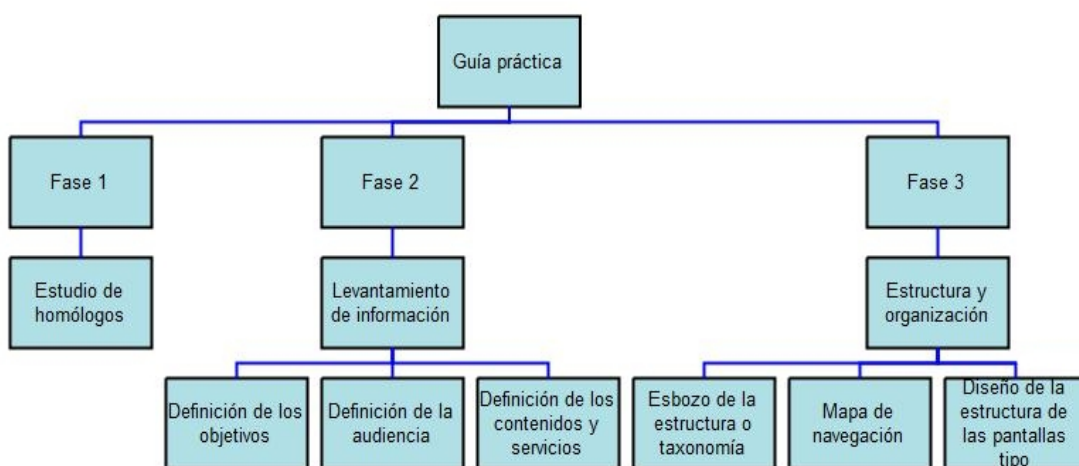 Guía práctica
Fase 1
Fase 2
Fase 3
Estudio de
homólogos
Levantamiento
de información
Estructura y
organización
Definición de los
objetivos
Definición de la
audiencia
Definición de los
contenidos y
servicios
Esbozo de la
estructura o
taxonomía
Mapa de
navegación
Diseño de la
estructura de
las pantallas
tipo